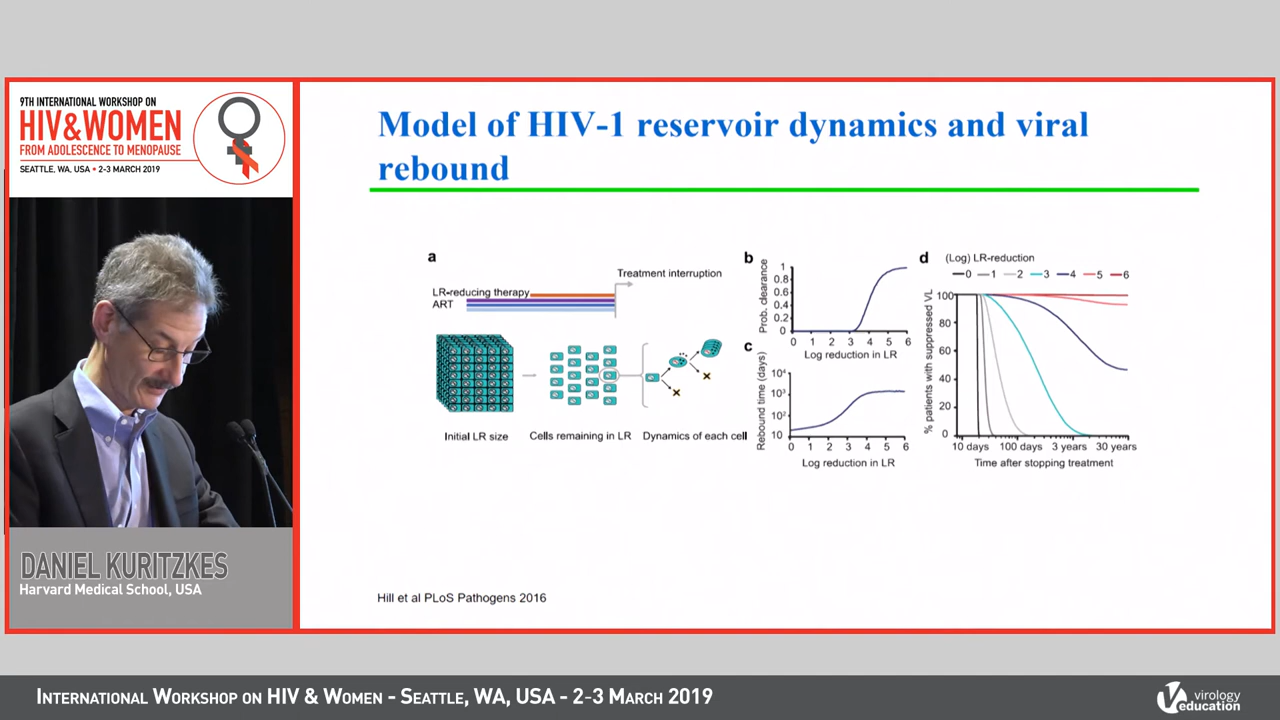 9TH INTERNATIONAL WORKSHOP ON
HIV&WOMEN
FROM ADOLESCENCE TO MENOPAUSE
SEATTLE, WA, USA • 2-3 MARCH 2019
DANIEL KURITZKES
Harvard Medical School, USA
Model of HIV-1 reservoir dynamics and viral
rebound
a
Treatment interruption
LR-reducing therapy
ART
Initial LR size
Cells remaining in LR
Dynamics of each cell
b
Prob. clearance
1
0.8
0.6
0.4
0.2
0
0 1 2 3 4 5 6
Log reduction in LR
c
Rebound time (days)
10⁴
10³
10²
10
0 1 2 3 4 5 6
Log reduction in LR
d
(Log) LR-reduction
0 1 2 3 4 5 6
% patients with suppressed VL
100
80
60
40
20
0
10 days 100 days 3 years 30 years
Time after stopping treatment
Hill et al PLoS Pathogens 2016
INTERNATIONAL WORKSHOP ON HIV & WOMEN - SEATTLE, WA, USA - 2-3 MARCH 2019
virology
education